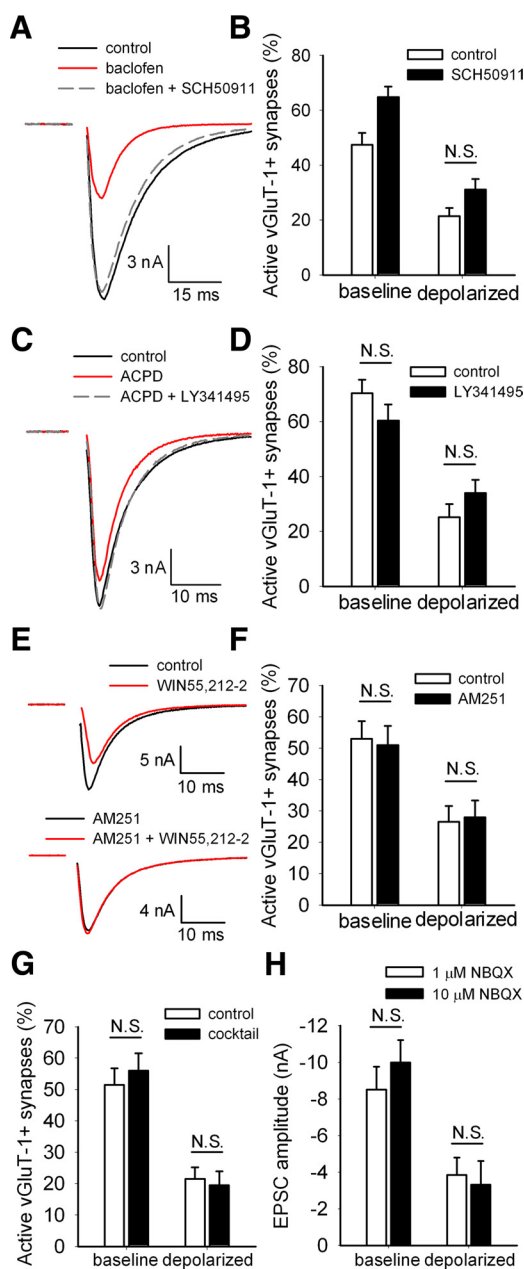 A
control
baclofen
baclofen + SCH50911
3 nA
15 ms
B
control
SCH50911
Active vGluT-1+ synapses (%)
80
60
40
20
0
N.S.
baseline
depolarized
C
control
ACPD
ACPD + LY341495
3 nA
10 ms
D
control
LY341495
Active vGluT-1+ synapses (%)
80
60
40
20
0
N.S.
N.S.
baseline
depolarized
E
control
WIN55,212-2
5 nA
10 ms
AM251
AM251 + WIN55,212-2
4 nA
10 ms
F
control
AM251
Active vGluT-1+ synapses (%)
70
60
50
40
30
20
10
0
N.S.
N.S.
baseline
depolarized
G
control
cocktail
Active vGluT-1+ synapses (%)
70
60
50
40
30
20
10
0
N.S.
N.S.
baseline
depolarized
H
1 μM NBQX
10 μM NBQX
EPSC amplitude (nA)
-12
-10
-8
-6
-4
-2
0
N.S.
N.S.
baseline
depolarized